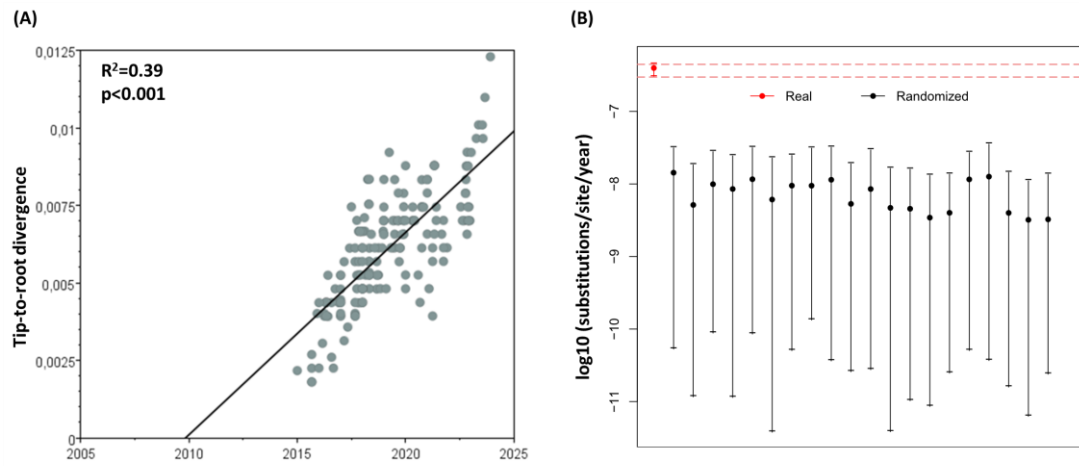 (A)
R²=0.39
p<0.001
Tip-to-root divergence
0,0125
0,01
0,0075
0,005
0,0025
0
2005
2010
2015
2020
2025
(B)
Real
Randomized
log10 (substitutions/site/year)
-7
-8
-9
-10
-11